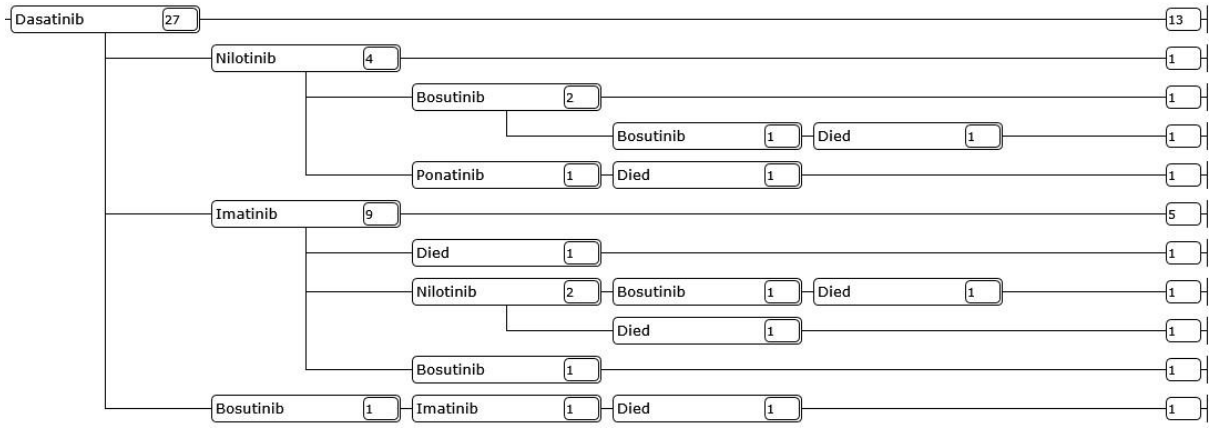 Dasatinib 27 13
Nilotinib 4 1
Bosutinib 2 1
Bosutinib 1 Died 1 1
Ponatinib 1 Died 1 1
Imatinib 9 5
Died 1 1
Nilotinib 2 Bosutinib 1 Died 1 1
Died 1 1
Bosutinib 1 1
Bosutinib 1 Imatinib 1 Died 1 1